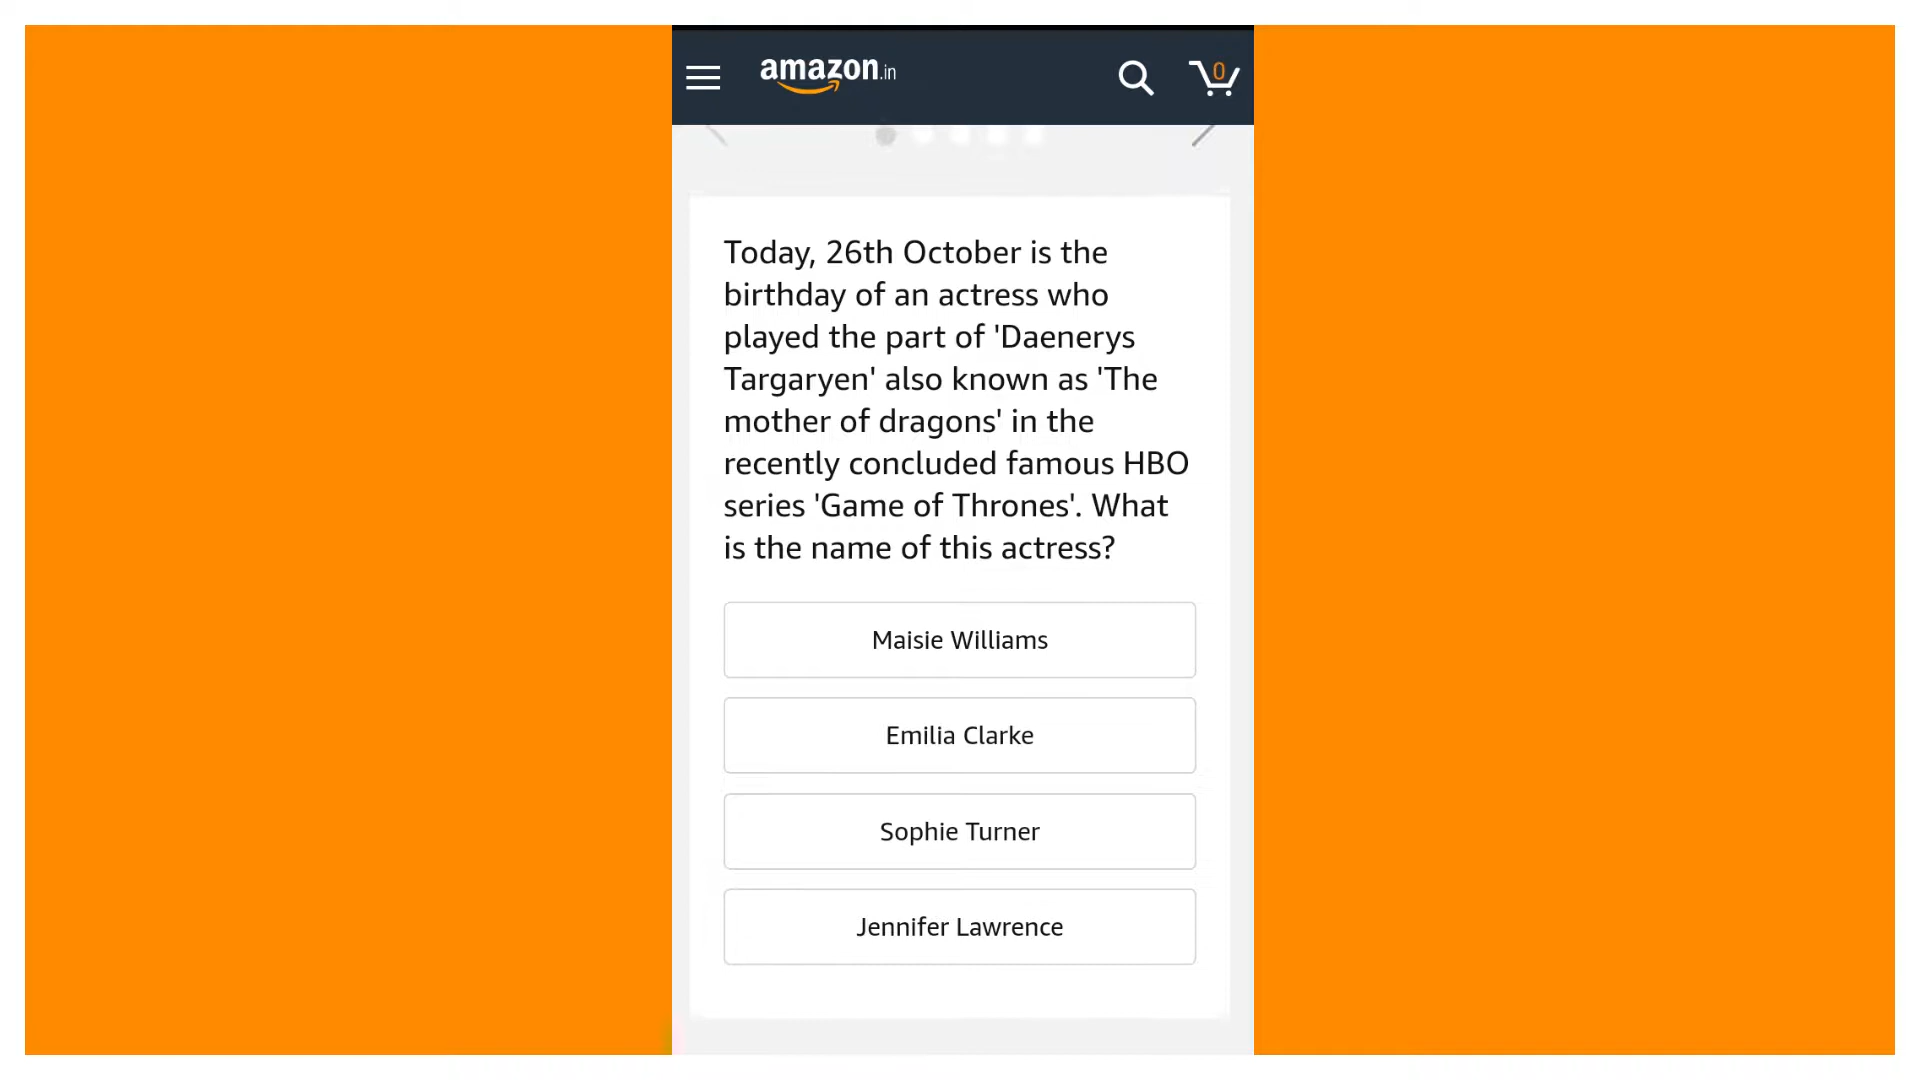 amazon.in
0
Today, 26th October is the
birthday of an actress who
played the part of 'Daenerys
Targaryen' also known as 'The
mother of dragons' in the
recently concluded famous HBO
series 'Game of Thrones'. What
is the name of this actress?
Maisie Williams
Emilia Clarke
Sophie Turner
Jennifer Lawrence